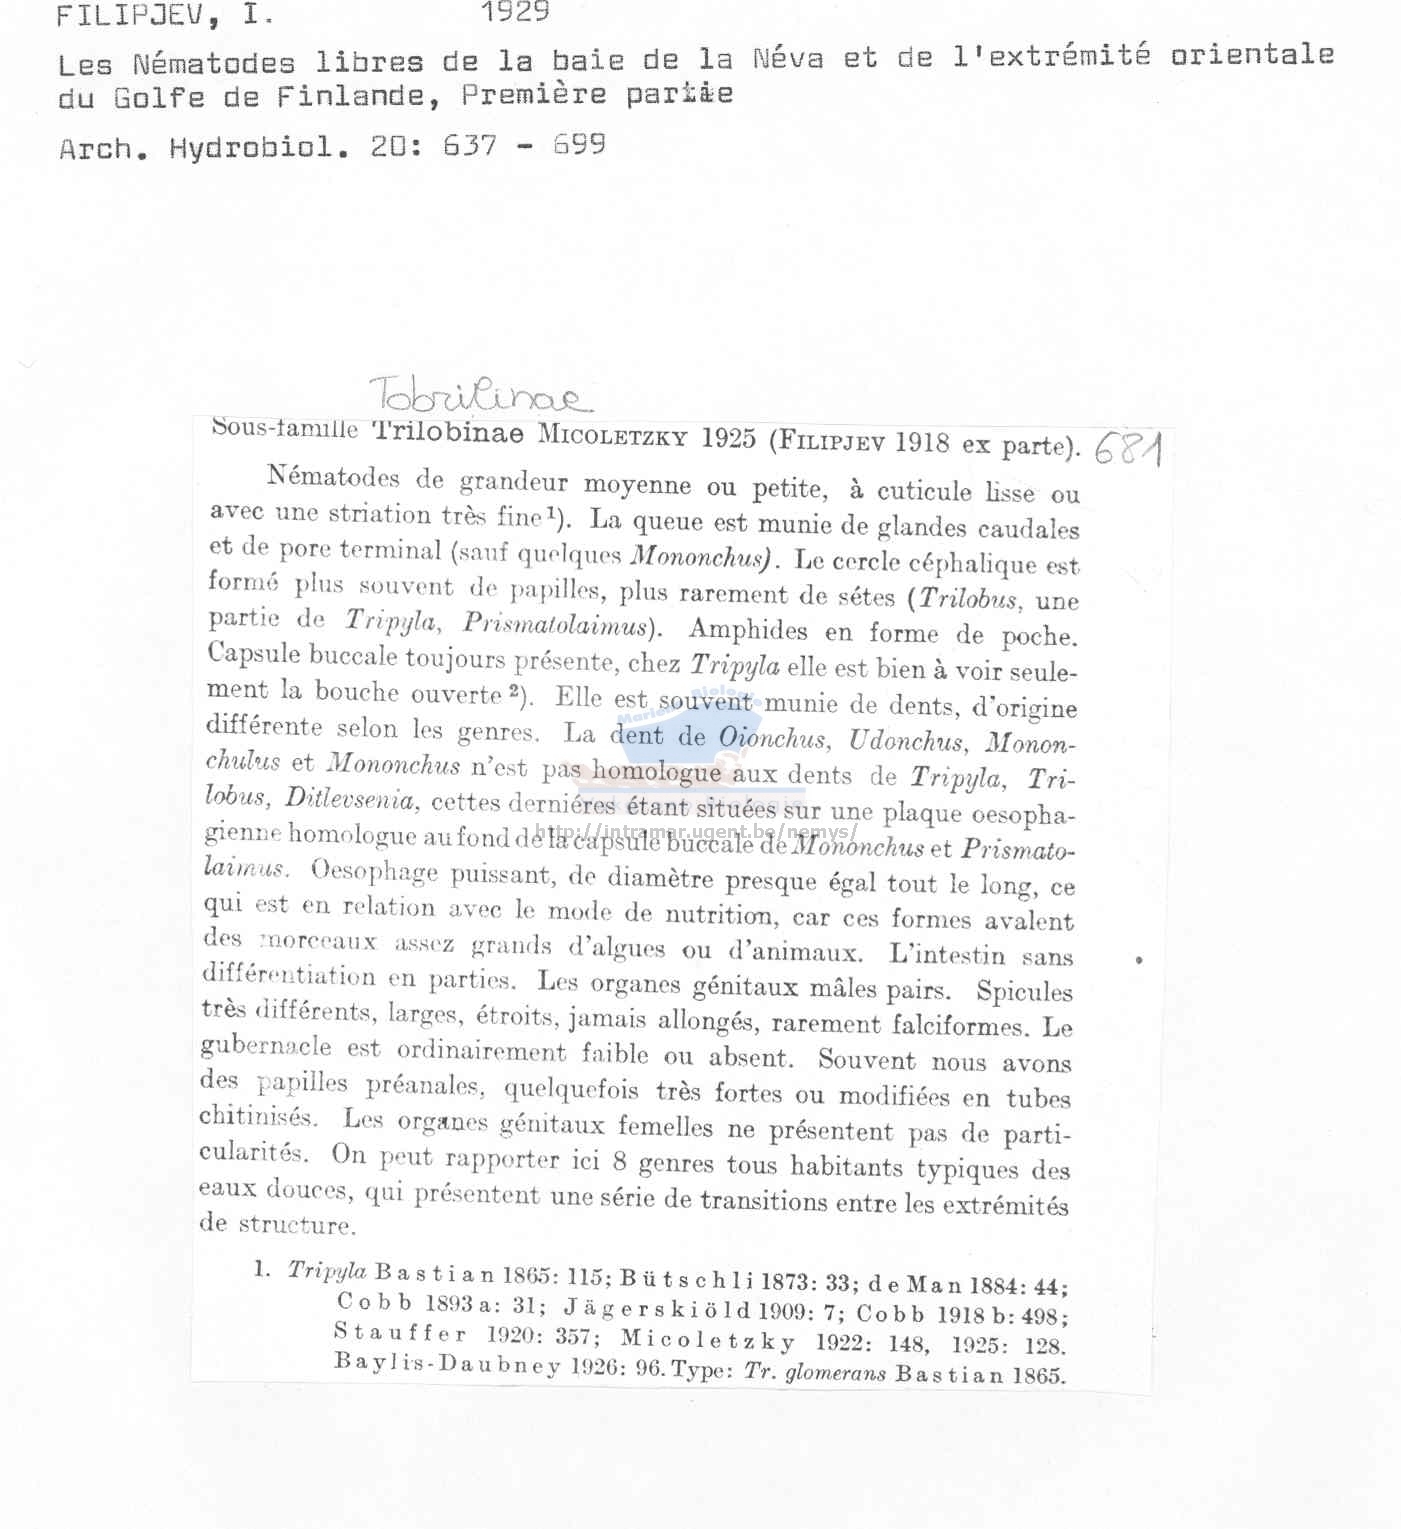 FILIPJEV, I. 1929
Les Nématodes libres de la baie de la Néva et de l'extrémité orientale
du Golfe de Finlande, Première partie
Arch. Hydrobiol. 20: 637 - 699
Tobrilinae
Sous-famille Trilobinae MICOLETZKY 1925 (FILIPJEV 1918 ex parte). 681
Nématodes de grandeur moyenne ou petite, à cuticule lisse ou
avec une striation très fine¹). La queue est munie de glandes caudales
et de pore terminal (sauf quelques Mononchus). Le cercle céphalique est
formé plus souvent de papilles, plus rarement de sétes (Trilobus, une
partie de Tripyla, Prismatolaimus). Amphides en forme de poche.
Capsule buccale toujours présente, chez Tripyla elle est bien à voir seule-
ment la bouche ouverte²). Elle est souvent munie de dents, d'origine
différente selon les genres. La dent de Oionchus, Udonchus, Monon-
chulus et Mononchus n'est pas homologue aux dents de Tripyla, Tri-
lobus, Ditlevsenia, cettes derniéres étant situées sur une plaque oesopha-
gienne homologue au fond de la capsule buccale de Mononchus et Prismato-
laimus. Oesophage puissant, de diamètre presque égal tout le long, ce
qui est en relation avec le mode de nutrition, car ces formes avalent
des morceaux assez grands d'algues ou d'animaux. L'intestin sans
différentiation en parties. Les organes génitaux mâles pairs. Spicules
très différents, larges, étroits, jamais allongés, rarement falciformes. Le
gubernacle est ordinairement faible ou absent. Souvent nous avons
des papilles préanales, quelquefois très fortes ou modifiées en tubes
chitinisés. Les organes génitaux femelles ne présentent pas de parti-
cularités. On peut rapporter ici 8 genres tous habitants typiques des
eaux douces, qui présentent une série de transitions entre les extrémités
de structure.
1. Tripyla Bastian 1865: 115; Bütschli 1873: 33; de Man 1884: 44;
Cobb 1893a: 31; Jägerskiöld 1909: 7; Cobb 1918b: 498;
Stauffer 1920: 357; Micoletzky 1922: 148, 1925: 128.
Baylis-Daubney 1926: 96. Type: Tr. glomerans Bastian 1865.
http://intramar.ugent.be/nemys/